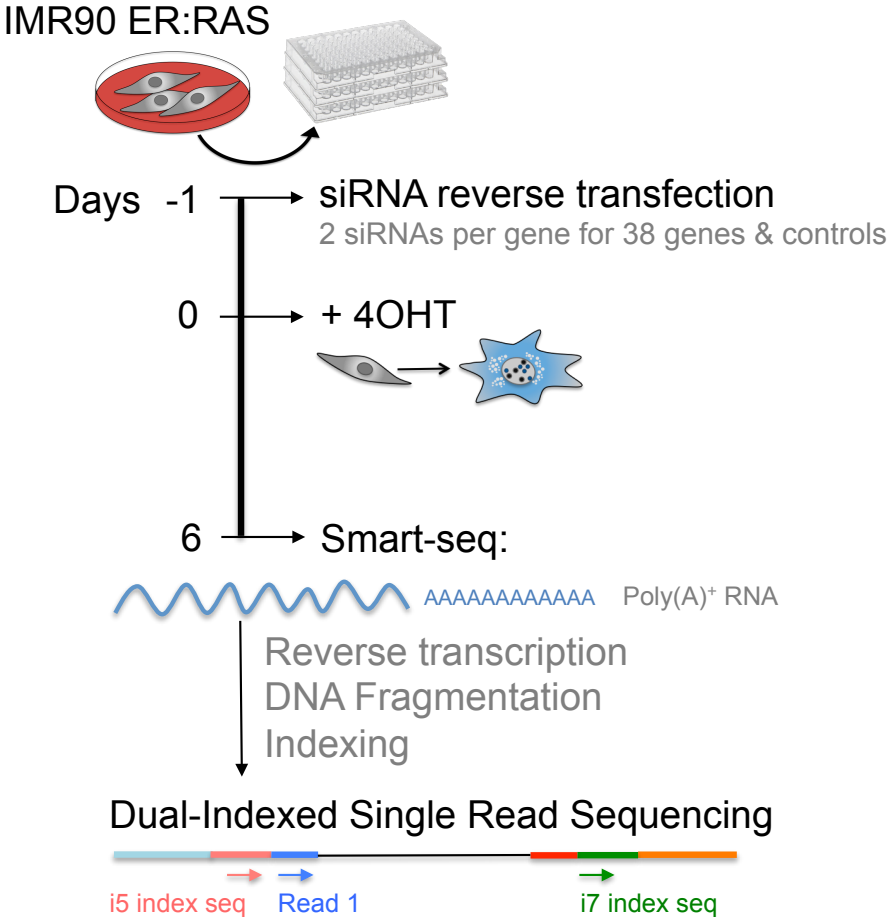 IMR90 ER:RAS
Days -1 siRNA reverse transfection
2 siRNAs per gene for 38 genes & controls
0 + 4OHT
6 Smart-seq:
AAAAAAAAAAAA Poly(A)⁺ RNA
Reverse transcription
DNA Fragmentation
Indexing
Dual-Indexed Single Read Sequencing
i5 index seq Read 1 i7 index seq